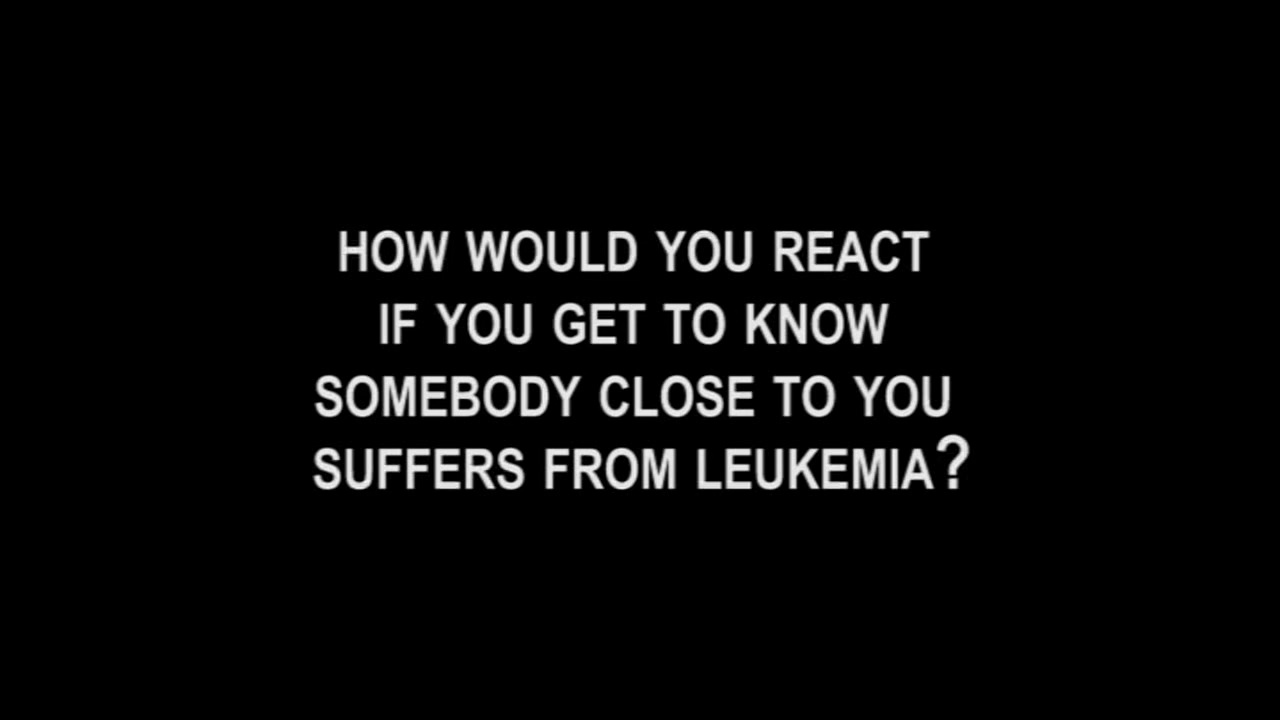 HOW WOULD YOU REACT
IF YOU GET TO KNOW
SOMEBODY CLOSE TO YOU
SUFFERS FROM LEUKEMIA?